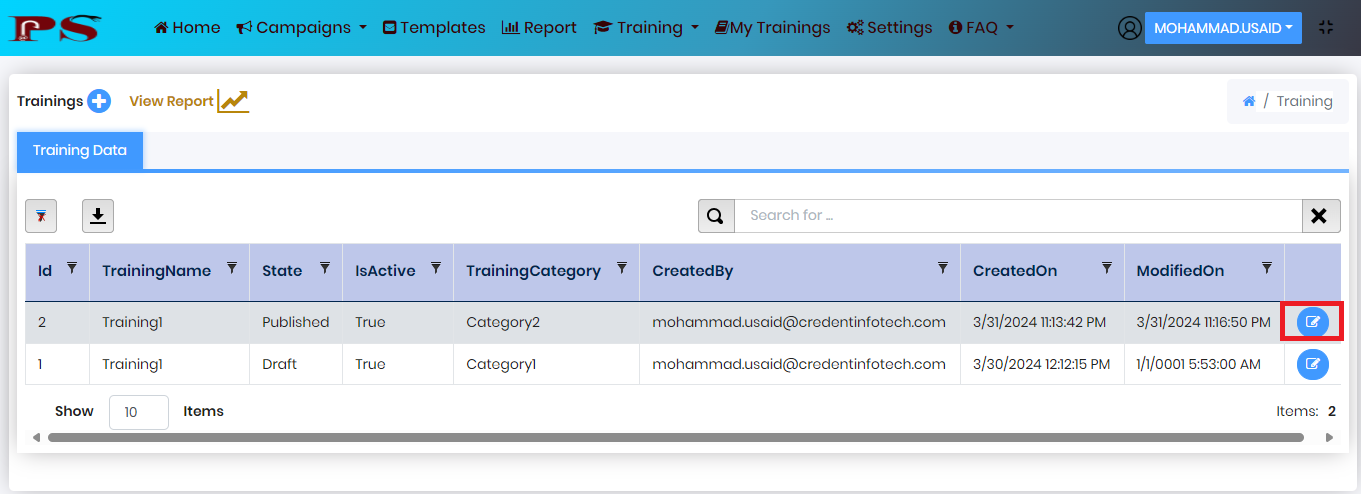 PS Home Campaigns Templates Report Training My Trainings Settings FAQ MOHAMMAD.USAID
Trainings View Report / Training
Training Data
Search for ...
Id TrainingName State IsActive TrainingCategory CreatedBy CreatedOn ModifiedOn
2 Training1 Published True Category2 mohammad.usaid@credentinfotech.com 3/31/2024 11:13:42 PM 3/31/2024 11:16:50 PM
1 Training1 Draft True Category1 mohammad.usaid@credentinfotech.com 3/30/2024 12:12:15 PM 1/1/0001 5:53:00 AM
Show 10 Items Items: 2